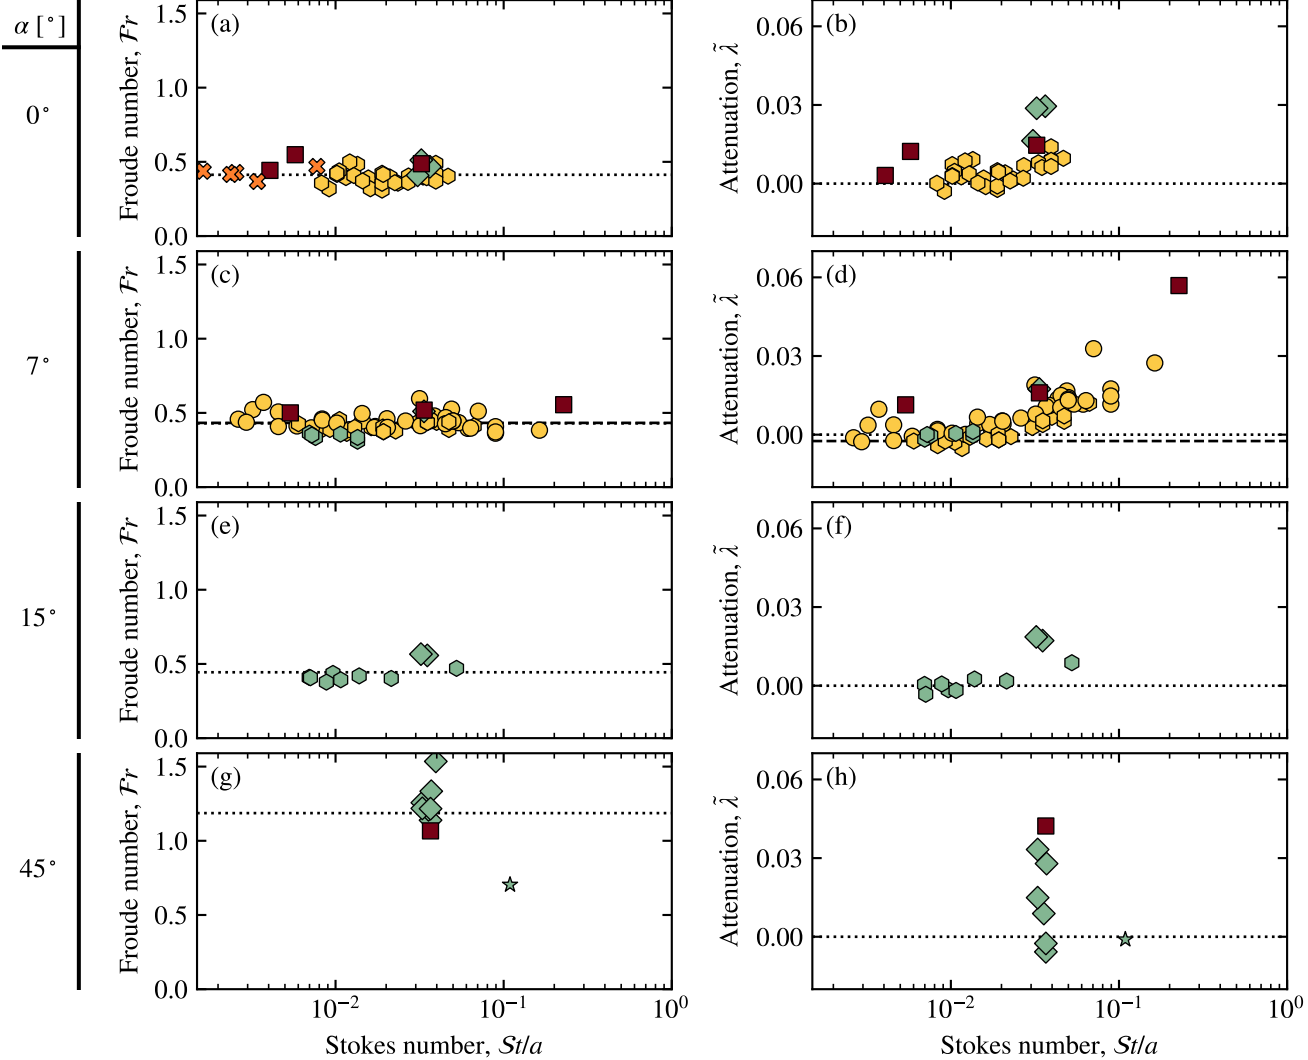 α [°]
0°
7°
15°
45°
(a)
Froude number, Fr
1.5
1.0
0.5
0.0
(b)
Attenuation, λ̃
0.06
0.03
0.00
(c)
Froude number, Fr
1.5
1.0
0.5
0.0
(d)
Attenuation, λ̃
0.06
0.03
0.00
(e)
Froude number, Fr
1.5
1.0
0.5
0.0
(f)
Attenuation, λ̃
0.06
0.03
0.00
(g)
Froude number, Fr
1.5
1.0
0.5
0.0
10⁻² 10⁻¹ 10⁰
Stokes number, St/a
(h)
Attenuation, λ̃
0.06
0.03
0.00
10⁻² 10⁻¹ 10⁰
Stokes number, St/a